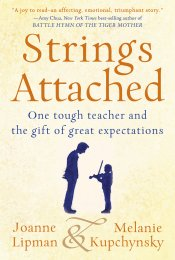 "A joy to read—an affecting, emotional, triumphant story."
—Amy Chua, New York Times best-selling author of
BATTLE HYMN OF THE TIGER MOTHER
Strings
Attached
One tough teacher and
the gift of great expectations
Joanne Lipman & Melanie Kupchynsky